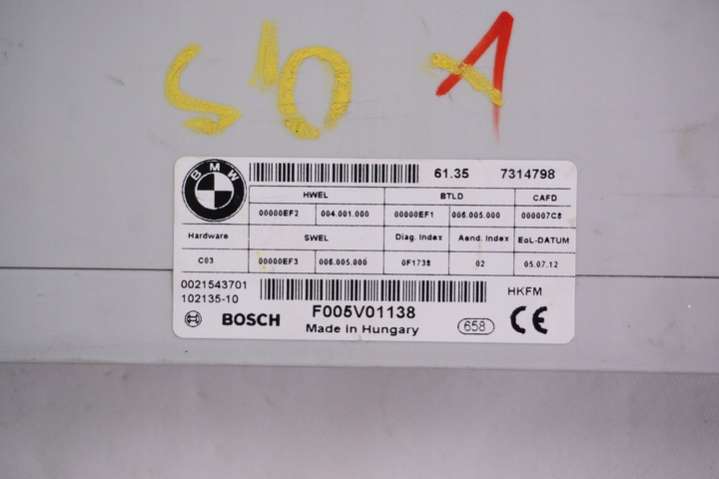 S10 1
BMW
61.35 7314798
HWEL BTLD CAFD
00000EF2 004.001.000 00000EF1 006.005.000 000007C8
Hardware SWEL Diag. Index Aend. Index EoL-DATUM
C03 00000EF3 006.005.000 0F1738 02 05.07.12
0021543701
102135-10 HKFM
BOSCH F005V01138
Made in Hungary 658 CE